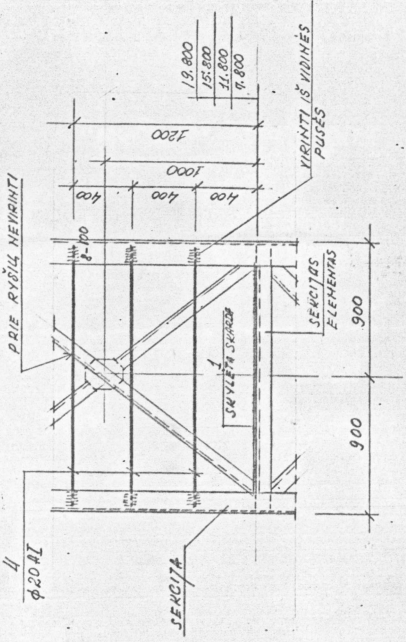 19.800
15.800
11.800
7.800
1200
1000
400
400
400
PRIE RYŠIŲ NEVIRINTI
8-100
VIRINTI IŠ VIDINĖS
PUSĖS
1
SKYLĖTA SKARDA
SEKCIJOS
ELEMENTAS
900
900
4
φ20 AI
SEKCIJA